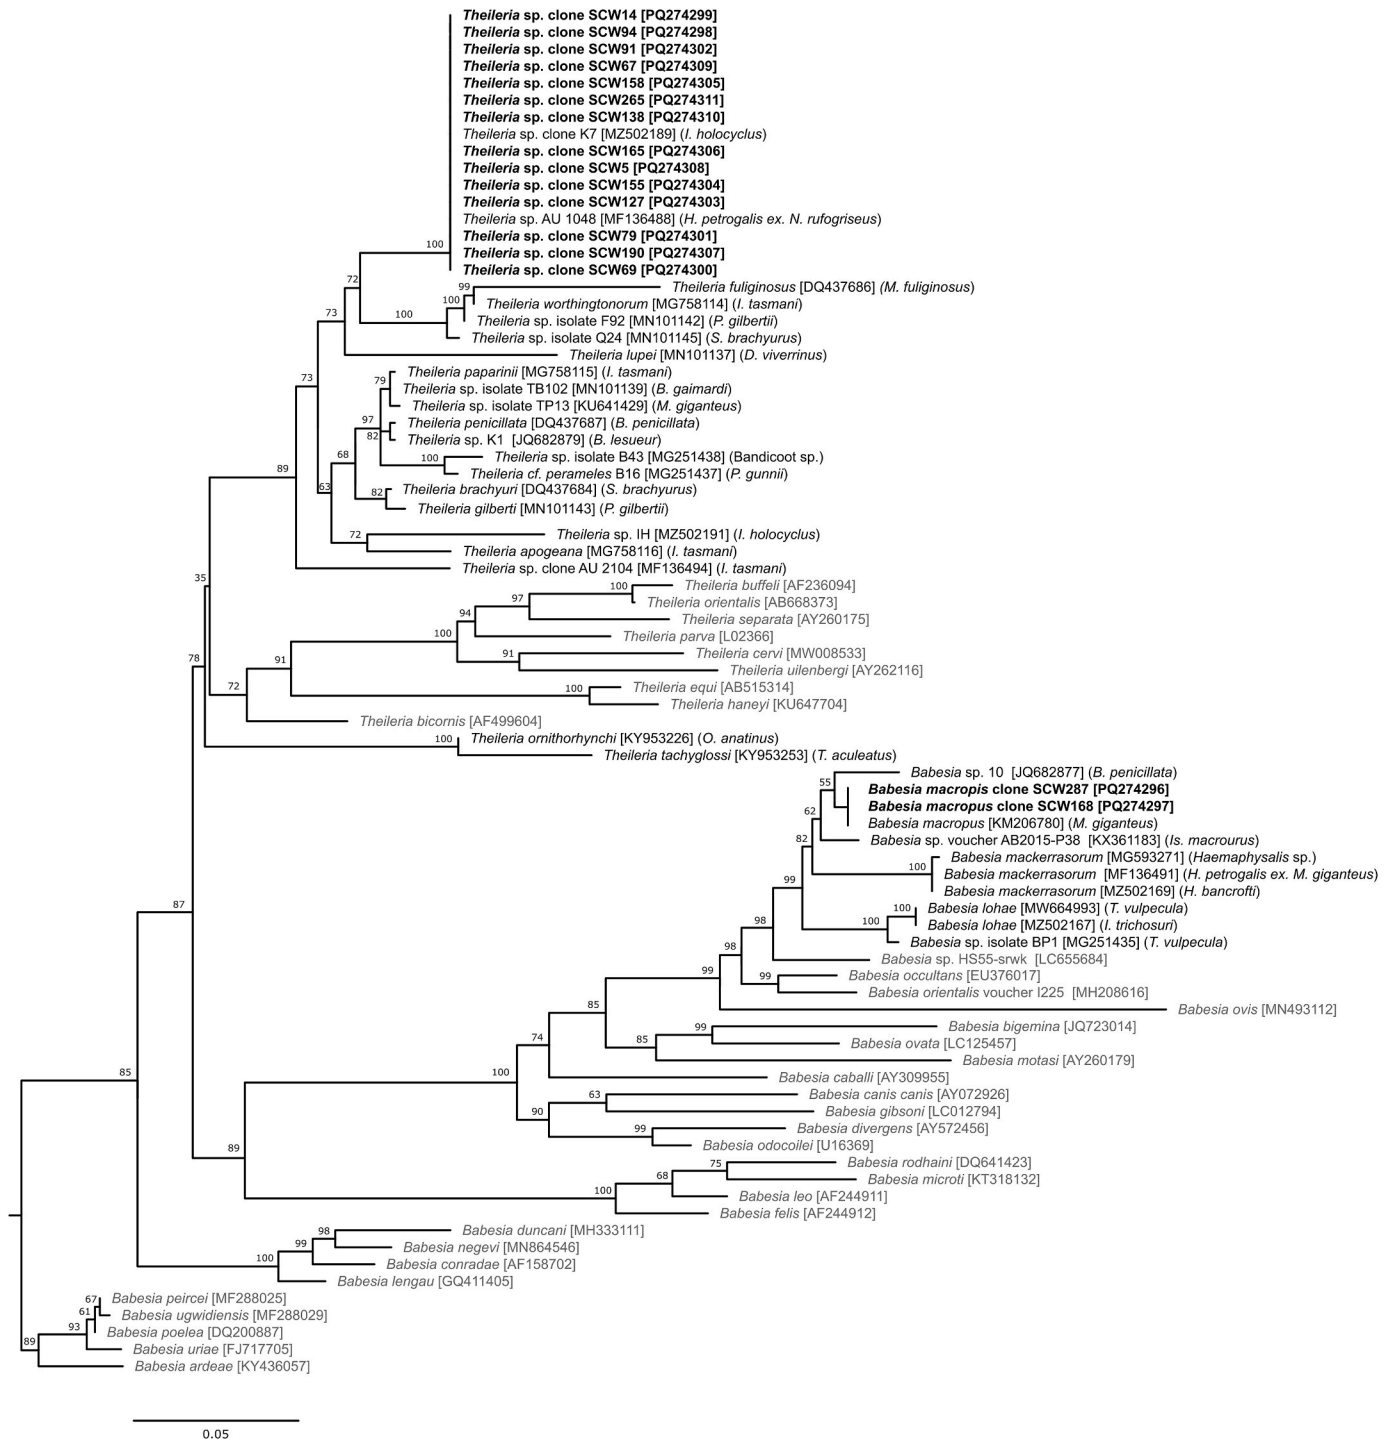 Theileria sp. clone SCW14 [PQ274299]
Theileria sp. clone SCW94 [PQ274298]
Theileria sp. clone SCW91 [PQ274302]
Theileria sp. clone SCW67 [PQ274309]
Theileria sp. clone SCW158 [PQ274305]
Theileria sp. clone SCW265 [PQ274311]
Theileria sp. clone SCW138 [PQ274310]
Theileria sp. clone K7 [MZ502189] (I. holocyclus)
Theileria sp. clone SCW165 [PQ274306]
Theileria sp. clone SCW5 [PQ274308]
Theileria sp. clone SCW155 [PQ274304]
Theileria sp. clone SCW127 [PQ274303]
Theileria sp. AU 1048 [MF136488] (H. petrogalis ex. N. rufogriseus)
Theileria sp. clone SCW79 [PQ274301]
100
Theileria sp. clone SCW190 [PQ274307]
Theileria sp. clone SCW69 [PQ274300]
72
99
Theileria fuliginosus [DQ437686] (M. fuliginosus)
100
Theileria worthingtonorum [MG758114] (I. tasmani)
73
100
Theileria sp. isolate F92 [MN101142] (P. gilbertii)
Theileria sp. isolate Q24 [MN101145] (S. brachyurus)
Theileria lupei [MN101137] (D. viverrinus)
73
79
Theileria paparinii [MG758115] (I. tasmani)
Theileria sp. isolate TB102 [MN101139] (B. gaimardi)
Theileria sp. isolate TP13 [KU641429] (M. giganteus)
97
Theileria penicillata [DQ437687] (B. penicillata)
82
Theileria sp. K1 [JQ682879] (B. lesueur)
68
100
Theileria sp. isolate B43 [MG251438] (Bandicoot sp.)
89
Theileria cf. perameles B16 [MG251437] (P. gunnii)
63
82
Theileria brachyuri [DQ437684] (S. brachyurus)
Theileria gilberti [MN101143] (P. gilbertii)
72
Theileria sp. IH [MZ502191] (I. holocyclus)
Theileria apogeana [MG758116] (I. tasmani)
Theileria sp. clone AU 2104 [MF136494] (I. tasmani)
35
100
Theileria buffeli [AF236094]
97
Theileria orientalis [AB668373]
94
Theileria separata [AY260175]
100
Theileria parva [L02366]
91
Theileria cervi [MW008533]
78
91
Theileria uilenbergi [AY262116]
72
100
Theileria equi [AB515314]
Theileria haneyi [KU647704]
Theileria bicornis [AF499604]
100
Theileria ornithorhynchi [KY953226] (O. anatinus)
Theileria tachyglossi [KY953253] (T. aculeatus)
Babesia sp. 10 [JQ682877] (B. penicillata)
55
Babesia macropis clone SCW287 [PQ274296]
62
Babesia macropus clone SCW168 [PQ274297]
Babesia macropus [KM206780] (M. giganteus)
82
Babesia sp. voucher AB2015-P38 [KX361183] (Is. macrourus)
Babesia mackerrasorum [MG593271] (Haemaphysalis sp.)
100
Babesia mackerrasorum [MF136491] (H. petrogalis ex. M. giganteus)
99
Babesia mackerrasorum [MZ502169] (H. bancrofti)
87
100
Babesia lohae [MW664993] (T. vulpecula)
98
100
Babesia lohae [MZ502167] (I. trichosuri)
98
Babesia sp. isolate BP1 [MG251435] (T. vulpecula)
Babesia sp. HS55-srwk [LC655684]
99
99
Babesia occultans [EU376017]
Babesia orientalis voucher I225 [MH208616]
85
Babesia ovis [MN493112]
99
Babesia bigemina [JQ723014]
74
85
Babesia ovata [LC125457]
Babesia motasi [AY260179]
85
100
Babesia caballi [AY309955]
63
Babesia canis canis [AY072926]
90
Babesia gibsoni [LC012794]
99
Babesia divergens [AY572456]
89
Babesia odocoilei [U16369]
75
Babesia rodhaini [DQ641423]
68
Babesia microti [KT318132]
100
Babesia leo [AF244911]
Babesia felis [AF244912]
98
Babesia duncani [MH333111]
99
Babesia negevi [MN864546]
100
Babesia conradae [AF158702]
Babesia lengau [GQ411405]
67
Babesia peircei [MF288025]
61
Babesia ugwidiensis [MF288029]
93
Babesia poelea [DQ200887]
89
Babesia uriae [FJ717705]
Babesia ardeae [KY436057]
0.05